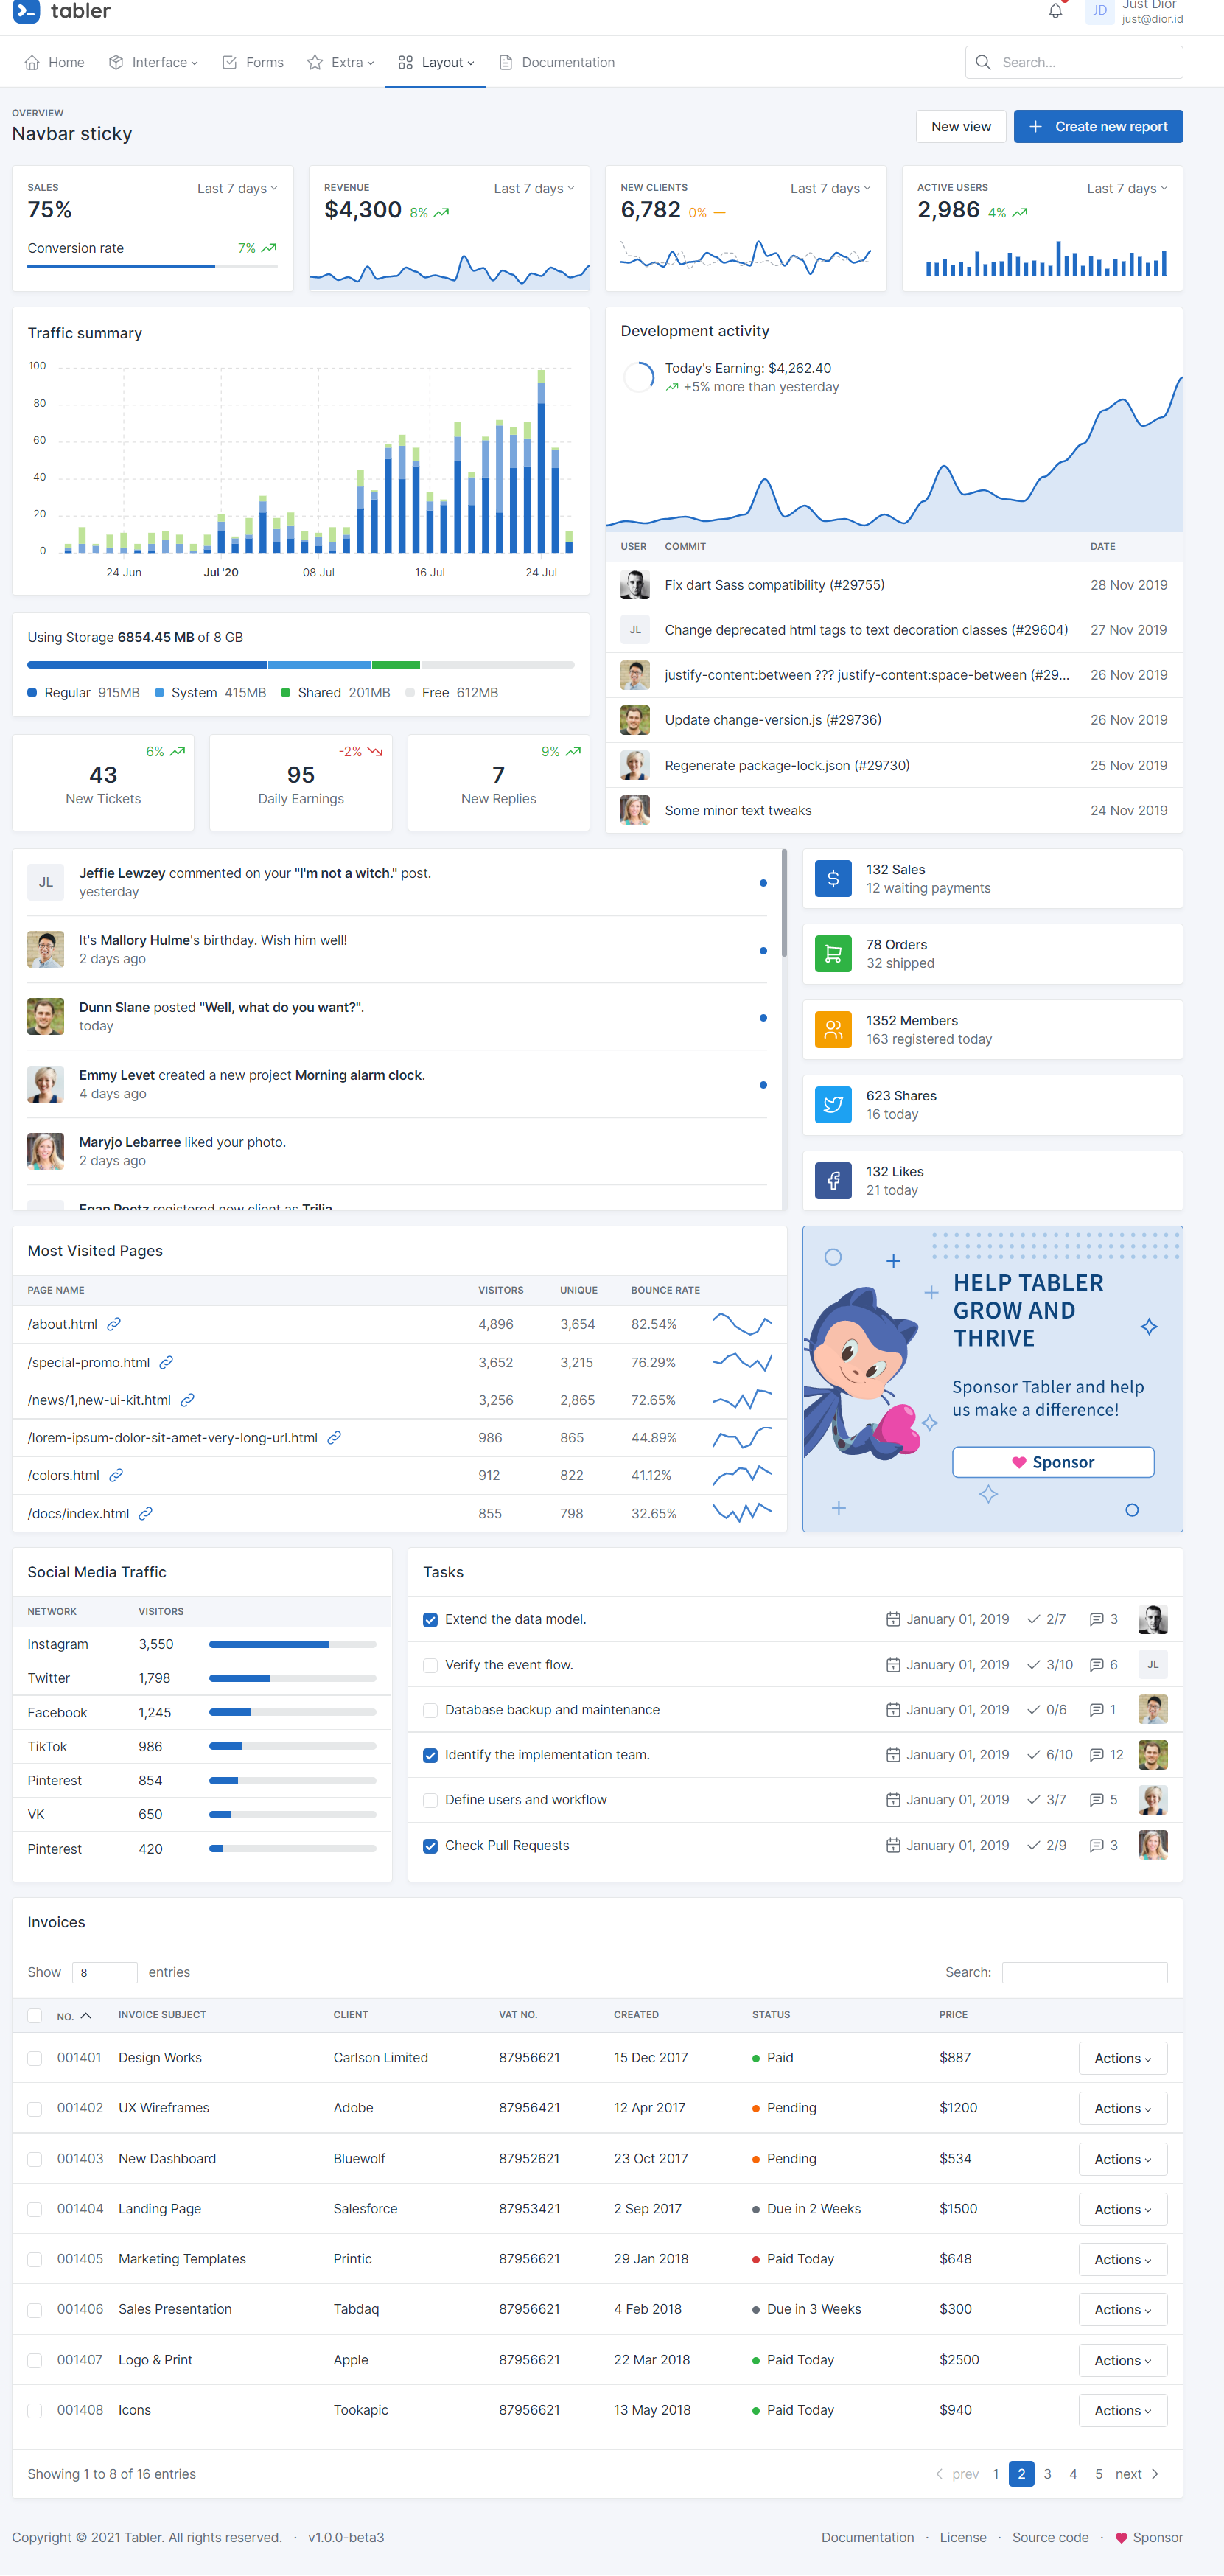 tabler
JD
Just Dior
just@dior.id
Home
Interface
Forms
Extra
Layout
Documentation
Search…
OVERVIEW
Navbar sticky
New view
Create new report
SALES
Last 7 days
75%
Conversion rate
7%
REVENUE
Last 7 days
$4,300 8%
NEW CLIENTS
Last 7 days
6,782 0%
ACTIVE USERS
Last 7 days
2,986 4%
Traffic summary
100
80
60
40
20
0
24 Jun
Jul '20
08 Jul
16 Jul
24 Jul
Development activity
Today's Earning: $4,262.40
+5% more than yesterday
USER COMMIT DATE
Fix dart Sass compatibility (#29755) 28 Nov 2019
JL Change deprecated html tags to text decoration classes (#29604) 27 Nov 2019
justify-content:between ??? justify-content:space-between (#29... 26 Nov 2019
Update change-version.js (#29736) 26 Nov 2019
Regenerate package-lock.json (#29730) 25 Nov 2019
Some minor text tweaks 24 Nov 2019
Using Storage 6854.45 MB of 8 GB
Regular 915MB System 415MB Shared 201MB Free 612MB
6%
43
New Tickets
-2%
95
Daily Earnings
9%
7
New Replies
JL
Jeffie Lewzey commented on your "I'm not a witch." post.
yesterday
It's Mallory Hulme's birthday. Wish him well!
2 days ago
Dunn Slane posted "Well, what do you want?".
today
Emmy Levet created a new project Morning alarm clock.
4 days ago
Maryjo Lebarree liked your photo.
2 days ago
Egan Poetz registered new client as Trilia
132 Sales
12 waiting payments
78 Orders
32 shipped
1352 Members
163 registered today
623 Shares
16 today
132 Likes
21 today
Most Visited Pages
PAGE NAME VISITORS UNIQUE BOUNCE RATE
/about.html 4,896 3,654 82.54%
/special-promo.html 3,652 3,215 76.29%
/news/1,new-ui-kit.html 3,256 2,865 72.65%
/lorem-ipsum-dolor-sit-amet-very-long-url.html 986 865 44.89%
/colors.html 912 822 41.12%
/docs/index.html 855 798 32.65%
HELP TABLER
GROW AND
THRIVE
Sponsor Tabler and help
us make a difference!
Sponsor
Social Media Traffic
NETWORK VISITORS
Instagram 3,550
Twitter 1,798
Facebook 1,245
TikTok 986
Pinterest 854
VK 650
Pinterest 420
Tasks
Extend the data model. January 01, 2019 2/7 3
Verify the event flow. January 01, 2019 3/10 6 JL
Database backup and maintenance January 01, 2019 0/6 1
Identify the implementation team. January 01, 2019 6/10 12
Define users and workflow January 01, 2019 3/7 5
Check Pull Requests January 01, 2019 2/9 3
Invoices
Show 8 entries
Search:
NO. INVOICE SUBJECT CLIENT VAT NO. CREATED STATUS PRICE
001401 Design Works Carlson Limited 87956621 15 Dec 2017 Paid $887 Actions
001402 UX Wireframes Adobe 87956421 12 Apr 2017 Pending $1200 Actions
001403 New Dashboard Bluewolf 87952621 23 Oct 2017 Pending $534 Actions
001404 Landing Page Salesforce 87953421 2 Sep 2017 Due in 2 Weeks $1500 Actions
001405 Marketing Templates Printic 87956621 29 Jan 2018 Paid Today $648 Actions
001406 Sales Presentation Tabdaq 87956621 4 Feb 2018 Due in 3 Weeks $300 Actions
001407 Logo & Print Apple 87956621 22 Mar 2018 Paid Today $2500 Actions
001408 Icons Tookapic 87956621 13 May 2018 Paid Today $940 Actions
Showing 1 to 8 of 16 entries
prev 1 2 3 4 5 next
Copyright © 2021 Tabler. All rights reserved. · v1.0.0-beta3
Documentation · License · Source code · Sponsor